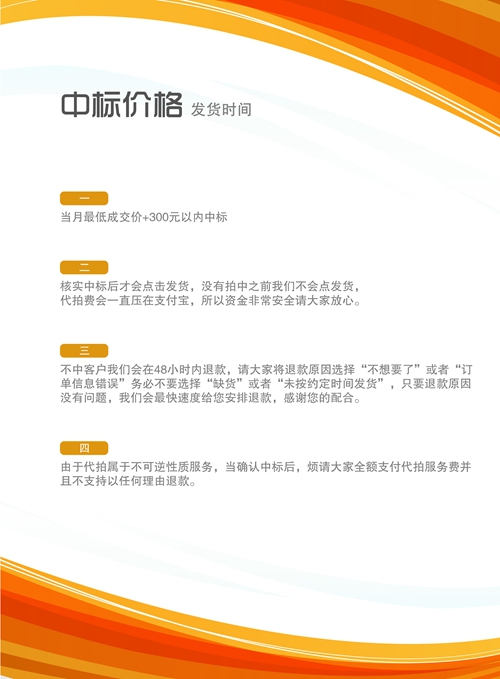 中标价格 发货时间
一
当月最低成交价+300元以内中标
二
核实中标后才会点击发货，没有拍中之前我们不会点发货，
代拍费会一直压在支付宝，所以资金非常安全请大家放心。
三
不中客户我们会在48小时内退款，请大家将退款原因选择“不想要了”或者“订
单信息错误”务必不要选择“缺货”或者“未按约定时间发货”，只要退款原因
没有问题，我们会最快速度给您安排退款，感谢您的配合。
四
由于代拍属于不可逆性质服务，当确认中标后，烦请大家全额支付代拍服务费并
且不支持以任何理由退款。